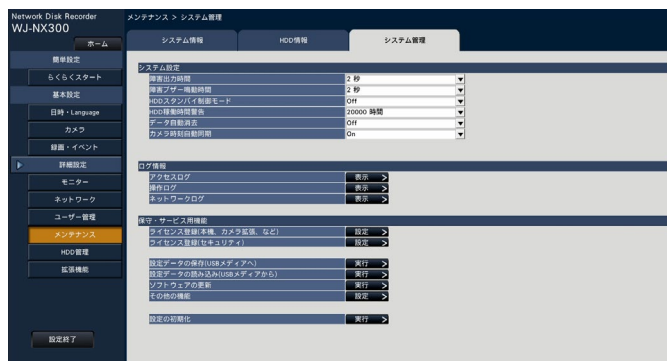 Network Disk Recorder
WJ-NX300
ホーム
簡単設定
らくらくスタート
基本設定
日時・Language
カメラ
録画・イベント
詳細設定
モニター
ネットワーク
ユーザー管理
メンテナンス
HDD管理
拡張機能
設定終了
メンテナンス > システム管理
システム情報 HDD情報 システム管理
システム設定
障害出力時間 2 秒
障害ブザー鳴動時間 2 秒
HDDスタンバイ制御モード Off
HDD稼働時間警告 20000 時間
データ自動消去 Off
カメラ時刻自動同期 On
ログ情報
アクセスログ 表示 >
操作ログ 表示 >
ネットワークログ 表示 >
保守・サービス用機能
ライセンス登録(本機、カメラ拡張、など) 設定 >
ライセンス登録(セキュリティ) 設定 >
設定データの保存(USBメディアへ) 実行 >
設定データの読み込み(USBメディアから) 実行 >
ソフトウェアの更新 実行 >
その他の機能 設定 >
設定の初期化 実行 >